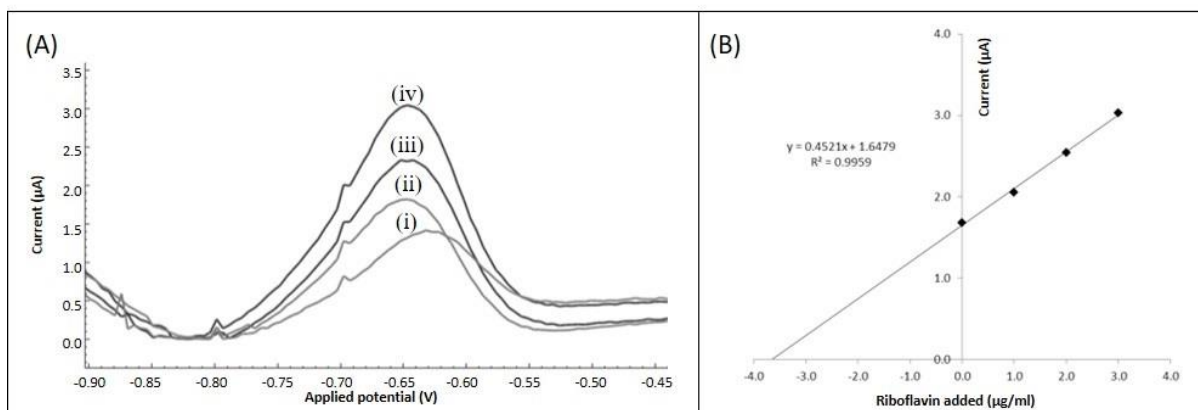 (A)
3.5
3.0
2.5
2.0
1.5
1.0
0.5
0.0
Current (µA)
(iv)
(iii)
(ii)
(i)
-0.90 -0.85 -0.80 -0.70 -0.65 -0.60 -0.55 -0.50 -0.45
Applied potential (V)
(B)
4.0
3.0
2.0
1.0
0.0
Current (µA)
y = 0.4521x + 1.6479
R² = 0.9959
-4.0 -3.0 -2.0 -1.0 0.0 1.0 2.0 3.0 4.0
Riboflavin added (µg/ml)